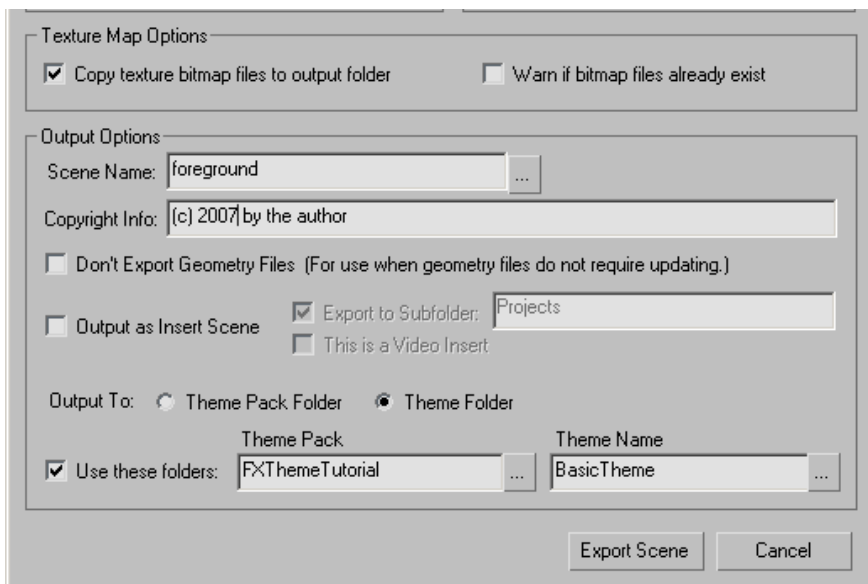 Texture Map Options
Copy texture bitmap files to output folder
Warn if bitmap files already exist
Output Options
Scene Name: foreground ...
Copyright Info: (c) 2007 by the author
Don't Export Geometry Files (For use when geometry files do not require updating.)
Output as Insert Scene
Export to Subfolder: Projects
This is a Video Insert
Output To: Theme Pack Folder Theme Folder
Theme Pack Theme Name
Use these folders: FXThemeTutorial ... BasicTheme ...
Export Scene Cancel